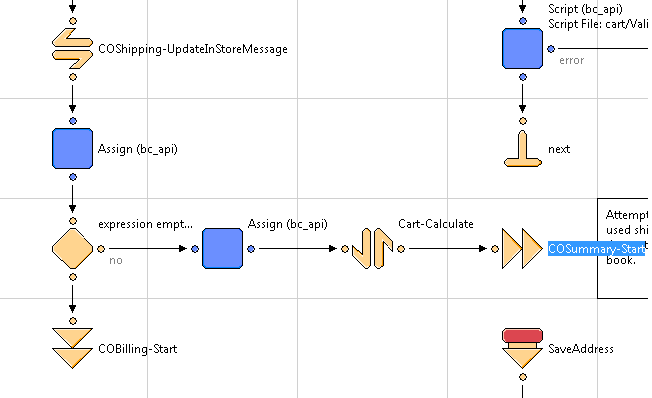 Script (bc_api)
Script File: cart/Vali
COShipping-UpdateInStoreMessage
error
Assign (bc_api)
next
expression empt...
Assign (bc_api)
Cart-Calculate
Attempt
used shi
no
COSummary-Start
book.
COBilling-Start
SaveAddress